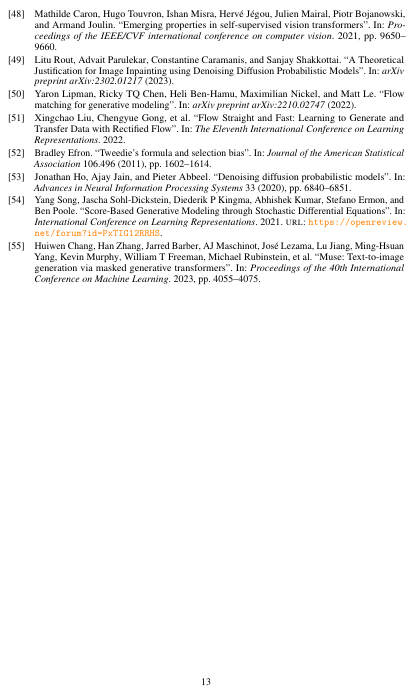 [48] Mathilde Caron, Hugo Touvron, Ishan Misra, Hervé Jégou, Julien Mairal, Piotr Bojanowski,
and Armand Joulin. “Emerging properties in self-supervised vision transformers”. In: Pro-
ceedings of the IEEE/CVF international conference on computer vision. 2021, pp. 9650–
9660.
[49] Litu Rout, Advait Parulekar, Constantine Caramanis, and Sanjay Shakkottai. “A Theoretical
Justification for Image Inpainting using Denoising Diffusion Probabilistic Models”. In: arXiv
preprint arXiv:2302.01217 (2023).
[50] Yaron Lipman, Ricky TQ Chen, Heli Ben-Hamu, Maximilian Nickel, and Matt Le. “Flow
matching for generative modeling”. In: arXiv preprint arXiv:2210.02747 (2022).
[51] Xingchao Liu, Chengyue Gong, et al. “Flow Straight and Fast: Learning to Generate and
Transfer Data with Rectified Flow”. In: The Eleventh International Conference on Learning
Representations. 2022.
[52] Bradley Efron. “Tweedie’s formula and selection bias”. In: Journal of the American Statistical
Association 106.496 (2011), pp. 1602–1614.
[53] Jonathan Ho, Ajay Jain, and Pieter Abbeel. “Denoising diffusion probabilistic models”. In:
Advances in Neural Information Processing Systems 33 (2020), pp. 6840–6851.
[54] Yang Song, Jascha Sohl-Dickstein, Diederik P Kingma, Abhishek Kumar, Stefano Ermon, and
Ben Poole. “Score-Based Generative Modeling through Stochastic Differential Equations”. In:
International Conference on Learning Representations. 2021. URL: https://openreview.
net/forum?id=PxTIG12RRHS.
[55] Huiwen Chang, Han Zhang, Jarred Barber, AJ Maschinot, José Lezama, Lu Jiang, Ming-Hsuan
Yang, Kevin Murphy, William T Freeman, Michael Rubinstein, et al. “Muse: Text-to-image
generation via masked generative transformers”. In: Proceedings of the 40th International
Conference on Machine Learning. 2023, pp. 4055–4075.
13